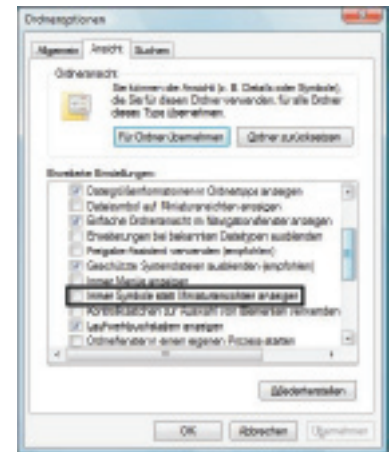 Ordneroptionen
Allgemein Ansicht Suchen
Ordneransicht
Sie können die Ansicht (z. B. Details oder Symbole),
die Sie für diesen Ordner verwenden, für alle Ordner
dieses Typs übernehmen.
Für Ordner übernehmen Ordner zurücksetzen
Erweiterte Einstellungen:
Dateigrößeinformationen in Ordnertipps anzeigen
Dateisymbol auf Miniaturansichten anzeigen
Einfache Ordneransicht im Navigationsfenster anzeigen
Erweiterungen bei bekannten Dateitypen ausblenden
Freigabe-Assistent verwenden (empfohlen)
Geschützte Systemdateien ausblenden (empfohlen)
Immer Menüs anzeigen
Immer Symbole statt Miniaturansichten anzeigen
Kontrollkästchen zur Auswahl von Elementen verwenden
Laufwerkbuchstaben anzeigen
Ordnerfenster in einem eigenen Prozess starten
Wiederherstellen
OK Abbrechen Übernehmen